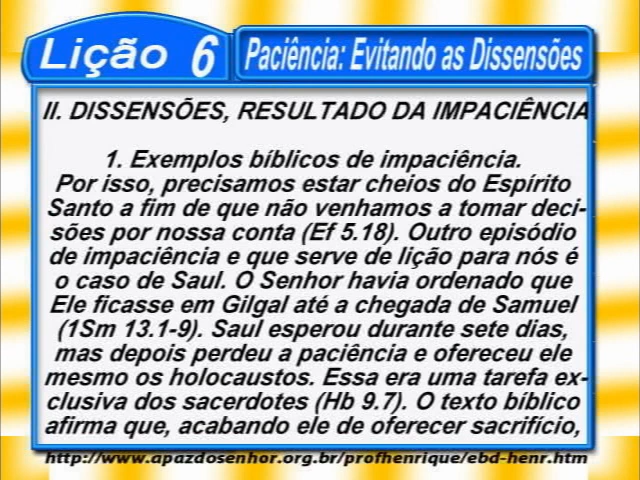 Lição 6
Paciência: Evitando as Dissensões
II. DISSENSÕES, RESULTADO DA IMPACIÊNCIA
1. Exemplos bíblicos de impaciência.
Por isso, precisamos estar cheios do Espírito
Santo a fim de que não venhamos a tomar deci-
sões por nossa conta (Ef 5.18). Outro episódio
de impaciência e que serve de lição para nós é
o caso de Saul. O Senhor havia ordenado que
Ele ficasse em Gilgal até a chegada de Samuel
(1Sm 13.1-9). Saul esperou durante sete dias,
mas depois perdeu a paciência e ofereceu ele
mesmo os holocaustos. Essa era uma tarefa ex-
clusiva dos sacerdotes (Hb 9.7). O texto bíblico
afirma que, acabando ele de oferecer sacrifício,
http://www.apazdosenhor.org.br/profhenrique/ebd-henr.htm